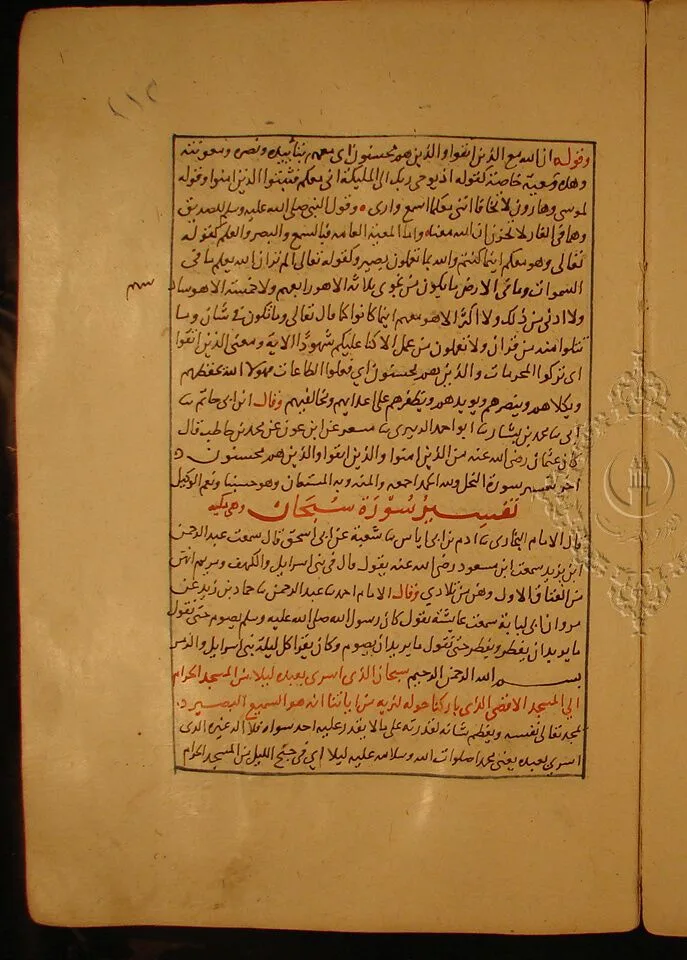 ١١٣
وقوله ان الله مع الذين اتقوا والذين هم محسنون اي معهم بتأييده ونصره ومعونته
وهذه معية خاصة كقوله اذ يوحي ربك الى المليكة اني معكم فثبتوا الذين امنوا وقوله
لموسى وهارون لا تخافا انني معكما اسمع وارى وقول النبي صلى الله عليه وسلم للصديق
وهما في الغار لا تحزن ان الله معنا واما المعية العامه فبالسمع والبصر والعلم كقوله
تعالى وهو معكم اينما كنتم والله بما تعملون بصير وكقوله تعالى الم تر ان الله يعلم ما في
السموات وما في الارض ما يكون من نجوى ثلاثة الا هو رابعهم ولا خمسة الا هو ساد
سهم
ولا ادنى من ذلك ولا اكثر الا هو معهم اينما كانوا كما قال تعالى وما تكون في شان وما
تتلوا منه من قران ولا تعملون من عمل الا كنا عليكم شهودا الاية ومعنى الذين اتقوا
اي تركوا المحرمات والذين هم محسنون اي فعلوا الطاعات فهولا الله يحفظهم
ويكلاهم وينصرهم ويويدهم ويظفرهم على اعدايهم ومخالفيهم وقال ابن ابي حاتم ثنا
ابي ثنا محمد بن بشار ثنا ابو احمد الزبيري ثنا مسعر عن ابن عون عن محمد بن حاطب قال
كان عثمان رضي الله عنه من الذين امنوا والذين اتقوا والذين هم محسنون
اخر تفسير سورة النحل ولله الحمد اجمعه والمنه وبه المستعان وهو حسبنا ونعم الوكيل
تفسير سورة سبحان وهي مكيه
قال الامام البخاري ثنا ادم بن ابي اياس ثنا شعبة عن ابي اسحق قال سمعت عبد الرحمن
ابن يزيد سمعت ابن مسعود رضي الله عنه يقول قال في بني اسرايل والكهف ومريم انهن
من العتاق الاول وهن من تلادي وقال الامام احمد ثنا عبد الرحمن ثنا حماد بن زيد عن
مروان ابي لبابة سمعت عايشة تقول كان رسول الله صلى الله عليه وسلم يصوم حتى نقول
ما يريد ان يفطر ويفطر حتى نقول ما يريد ان يصوم وكان يقرا كل ليلة بني اسرايل والزمر
بسم الله الرحمن الرحيم سبحان الذي اسرى بعبده ليلا من المسجد الحرام
الى المسجد الاقصى الذي باركنا حوله لنريه من اياتنا انه هو السميع البصير
يمجد تعالى نفسه ويعظم شانه لقدرته على ما لا يقدر عليه احد سواه فلا اله غيره الذي
اسرى بعبده يعني محمدا صلوات الله وسلامه عليه ليلا اي في جنح الليل من المسجد الحرام